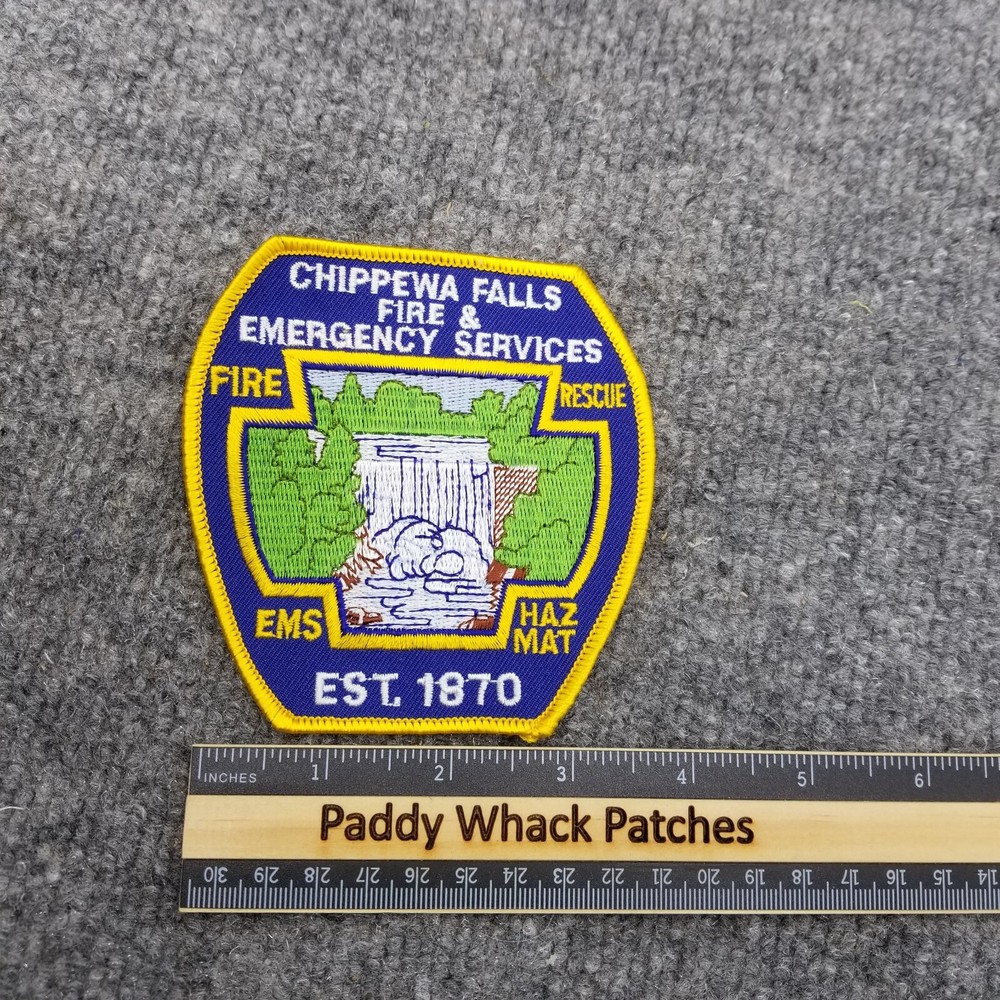 CHIPPEWA FALLS
FIRE &
EMERGENCY SERVICES
FIRE
RESCUE
EMS
HAZ
MAT
EST. 1870
INCHES 1 2 3 4 5 6
Paddy Whack Patches
30 29 28 27 26 25 24 23 22 21 20 19 18 17 16 15 14